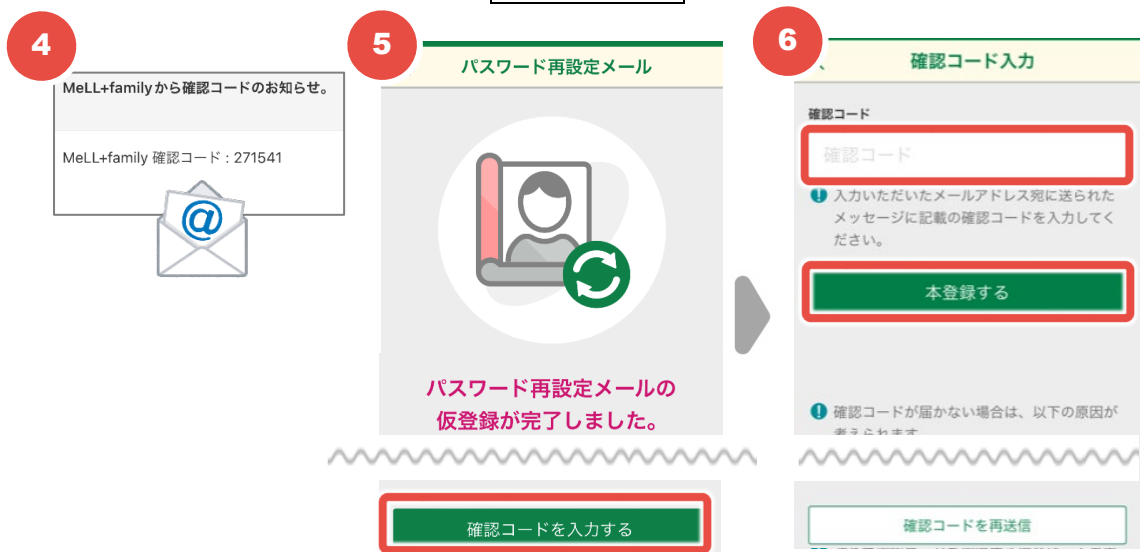 4
MeLL+familyから確認コードのお知らせ。
MeLL+family 確認コード : 271541
@
5
パスワード再設定メール
パスワード再設定メールの
仮登録が完了しました。
確認コードを入力する
6
確認コード入力
確認コード
確認コード
入力いただいたメールアドレス宛に送られた
メッセージに記載の確認コードを入力してく
ださい。
本登録する
確認コードが届かない場合は、以下の原因が
考えられます
確認コードを再送信